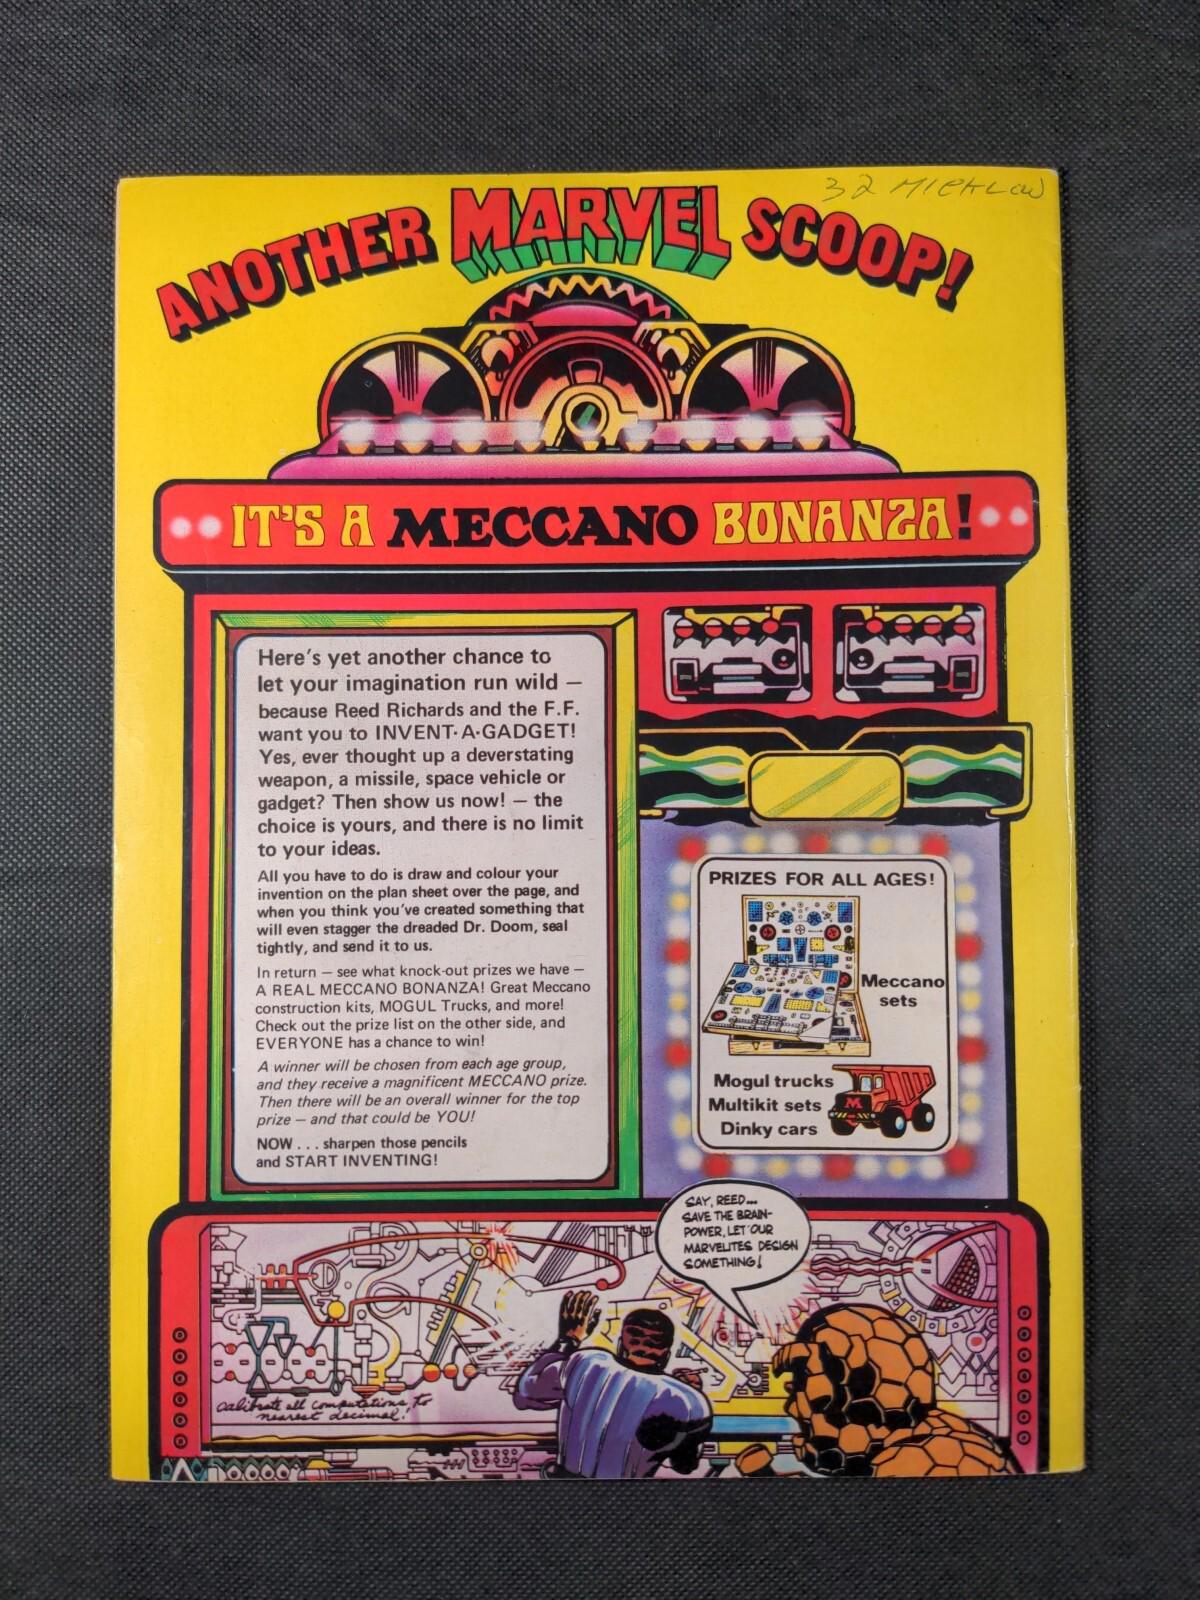 32 MICKLOW
ANOTHER MARVEL SCOOP!
IT'S A MECCANO BONANZA!
Here's yet another chance to
let your imagination run wild —
because Reed Richards and the F.F.
want you to INVENT·A·GADGET!
Yes, ever thought up a deverstating
weapon, a missile, space vehicle or
gadget? Then show us now! — the
choice is yours, and there is no limit
to your ideas.
All you have to do is draw and colour your
invention on the plan sheet over the page, and
when you think you've created something that
will even stagger the dreaded Dr. Doom, seal
tightly, and send it to us.
In return — see what knock-out prizes we have —
A REAL MECCANO BONANZA! Great Meccano
construction kits, MOGUL Trucks, and more!
Check out the prize list on the other side, and
EVERYONE has a chance to win!
A winner will be chosen from each age group,
and they receive a magnificent MECCANO prize.
Then there will be an overall winner for the top
prize — and that could be YOU!
NOW . . . sharpen those pencils
and START INVENTING!
PRIZES FOR ALL AGES!
Meccano
sets
Mogul trucks
Multikit sets
Dinky cars
M
SAY, REED...
SAVE THE BRAIN-
POWER, LET OUR
MARVELITES DESIGN
SOMETHING!
calibrate all computations to
nearest decimal!